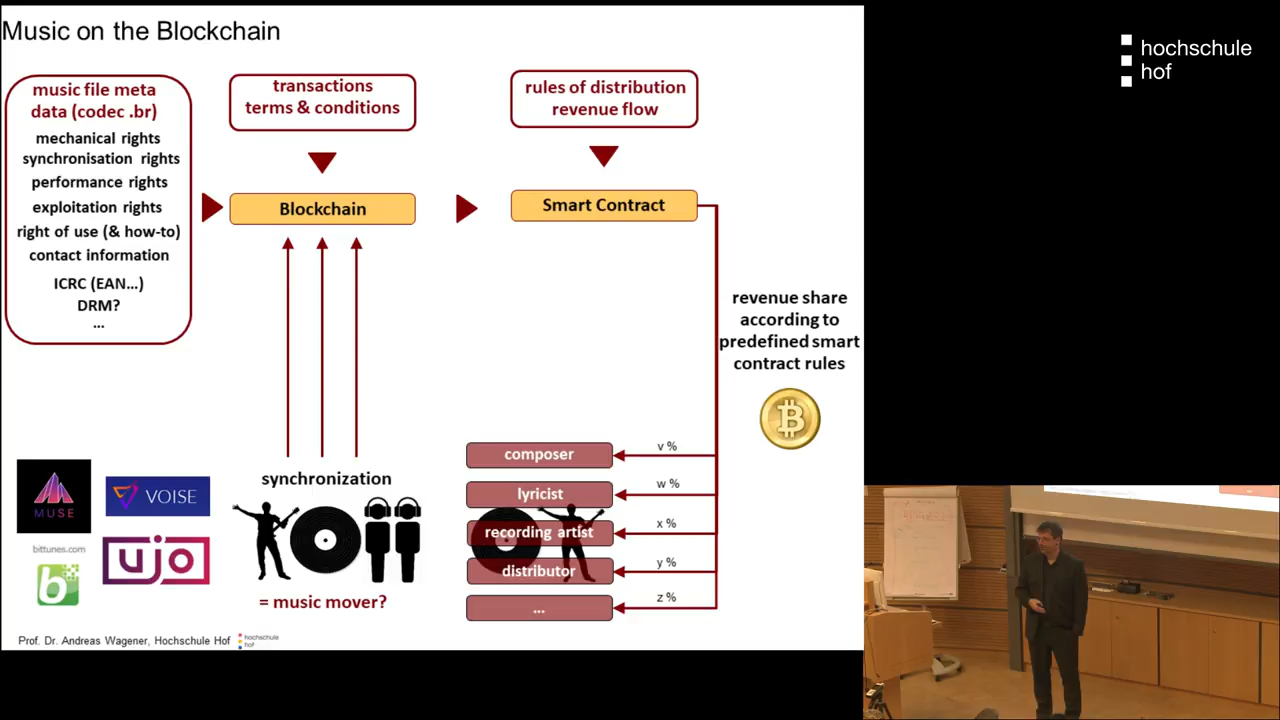 Music on the Blockchain
hochschule
hof
music file meta
data (codec .br)
mechanical rights
synchronisation rights
performance rights
exploitation rights
right of use (& how-to)
contact information
ICRC (EAN...)
DRM?
...
transactions
terms & conditions
Blockchain
rules of distribution
revenue flow
Smart Contract
revenue share
according to
predefined smart
contract rules
B
composer
v %
lyricist
w %
recording artist
x %
distributor
y %
...
z %
synchronization
= music mover?
MUSE
VOISE
bittunes.com
b
ujo
Prof. Dr. Andreas Wagener, Hochschule Hof
hochschule
hof